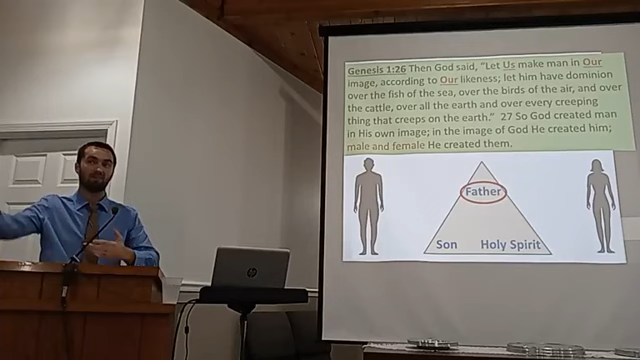 Genesis 1:26 Then God said, "Let Us make man in Our
image, according to Our likeness; let him have dominion
over the fish of the sea, over the birds of the air, and over
the cattle, over all the earth and over every creeping
thing that creeps on the earth." 27 So God created man
in His own image; in the image of God He created him;
male and female He created them.
Father
Son Holy Spirit
hp